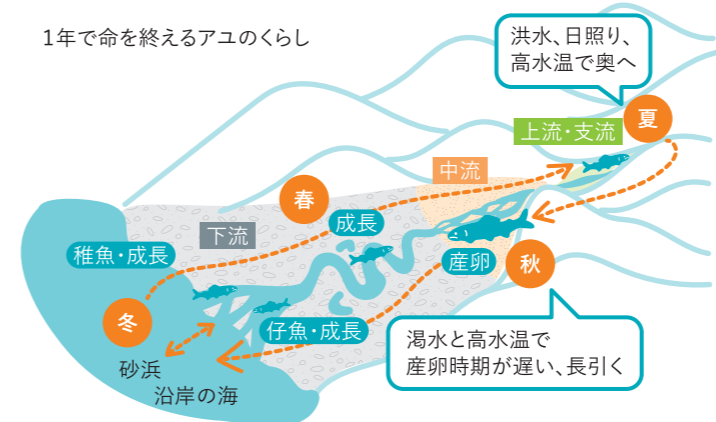 1年で命を終えるアユのくらし
洪水、日照り、
高水温で奥へ
夏
上流・支流
中流
春
成長
下流
稚魚・成長
産卵
秋
冬
仔魚・成長
渇水と高水温で
産卵時期が遅い、長引く
砂浜
沿岸の海